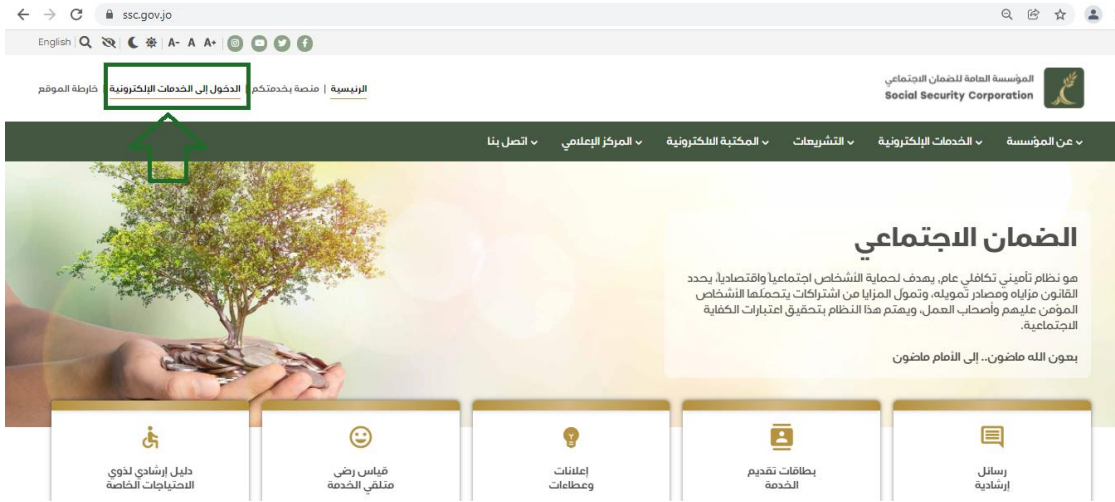 ssc.gov.jo
English
A- A A+
الرئيسية | منصة بخدمتكم | الدخول إلى الخدمات الإلكترونية | خارطة الموقع
المؤسسة العامة للضمان الاجتماعي
Social Security Corporation
عن المؤسسة
الخدمات الإلكترونية
التشريعات
المكتبة الالكترونية
المركز الإعلامي
اتصل بنا
الضمان الاجتماعي
هو نظام تأميني تكافلي عام، يهدف لحماية الأشخاص اجتماعياً واقتصادياً، يحدد
القانون مزاياه ومصادر تمويله، وتموّل المزايا من اشتراكات يتحملها الأشخاص
المؤمن عليهم وأصحاب العمل، ويهتم هذا النظام بتحقيق اعتبارات الكفاية
الاجتماعية.
بعون الله ماضون.. إلى الأمام ماضون
رسائل
إرشادية
بطاقات تقديم
الخدمة
إعلانات
وعطاءات
قياس رضى
متلقي الخدمة
دليل إرشادي لذوي
الاحتياجات الخاصة